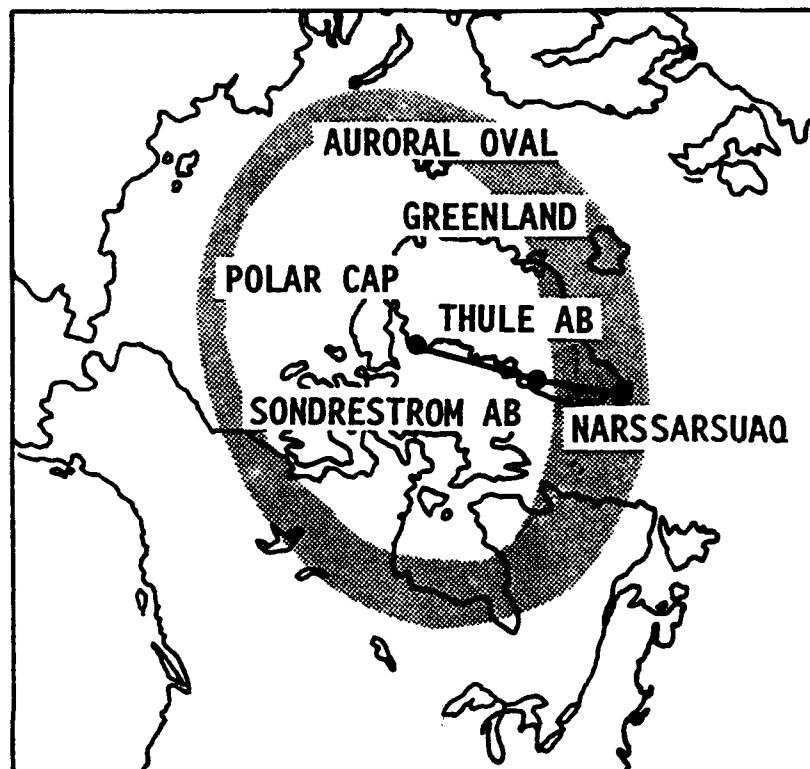 AURORAL OVAL
GREENLAND
POLAR CAP
THULE AB
SONDRESTROM AB
NARSSARSUAQ